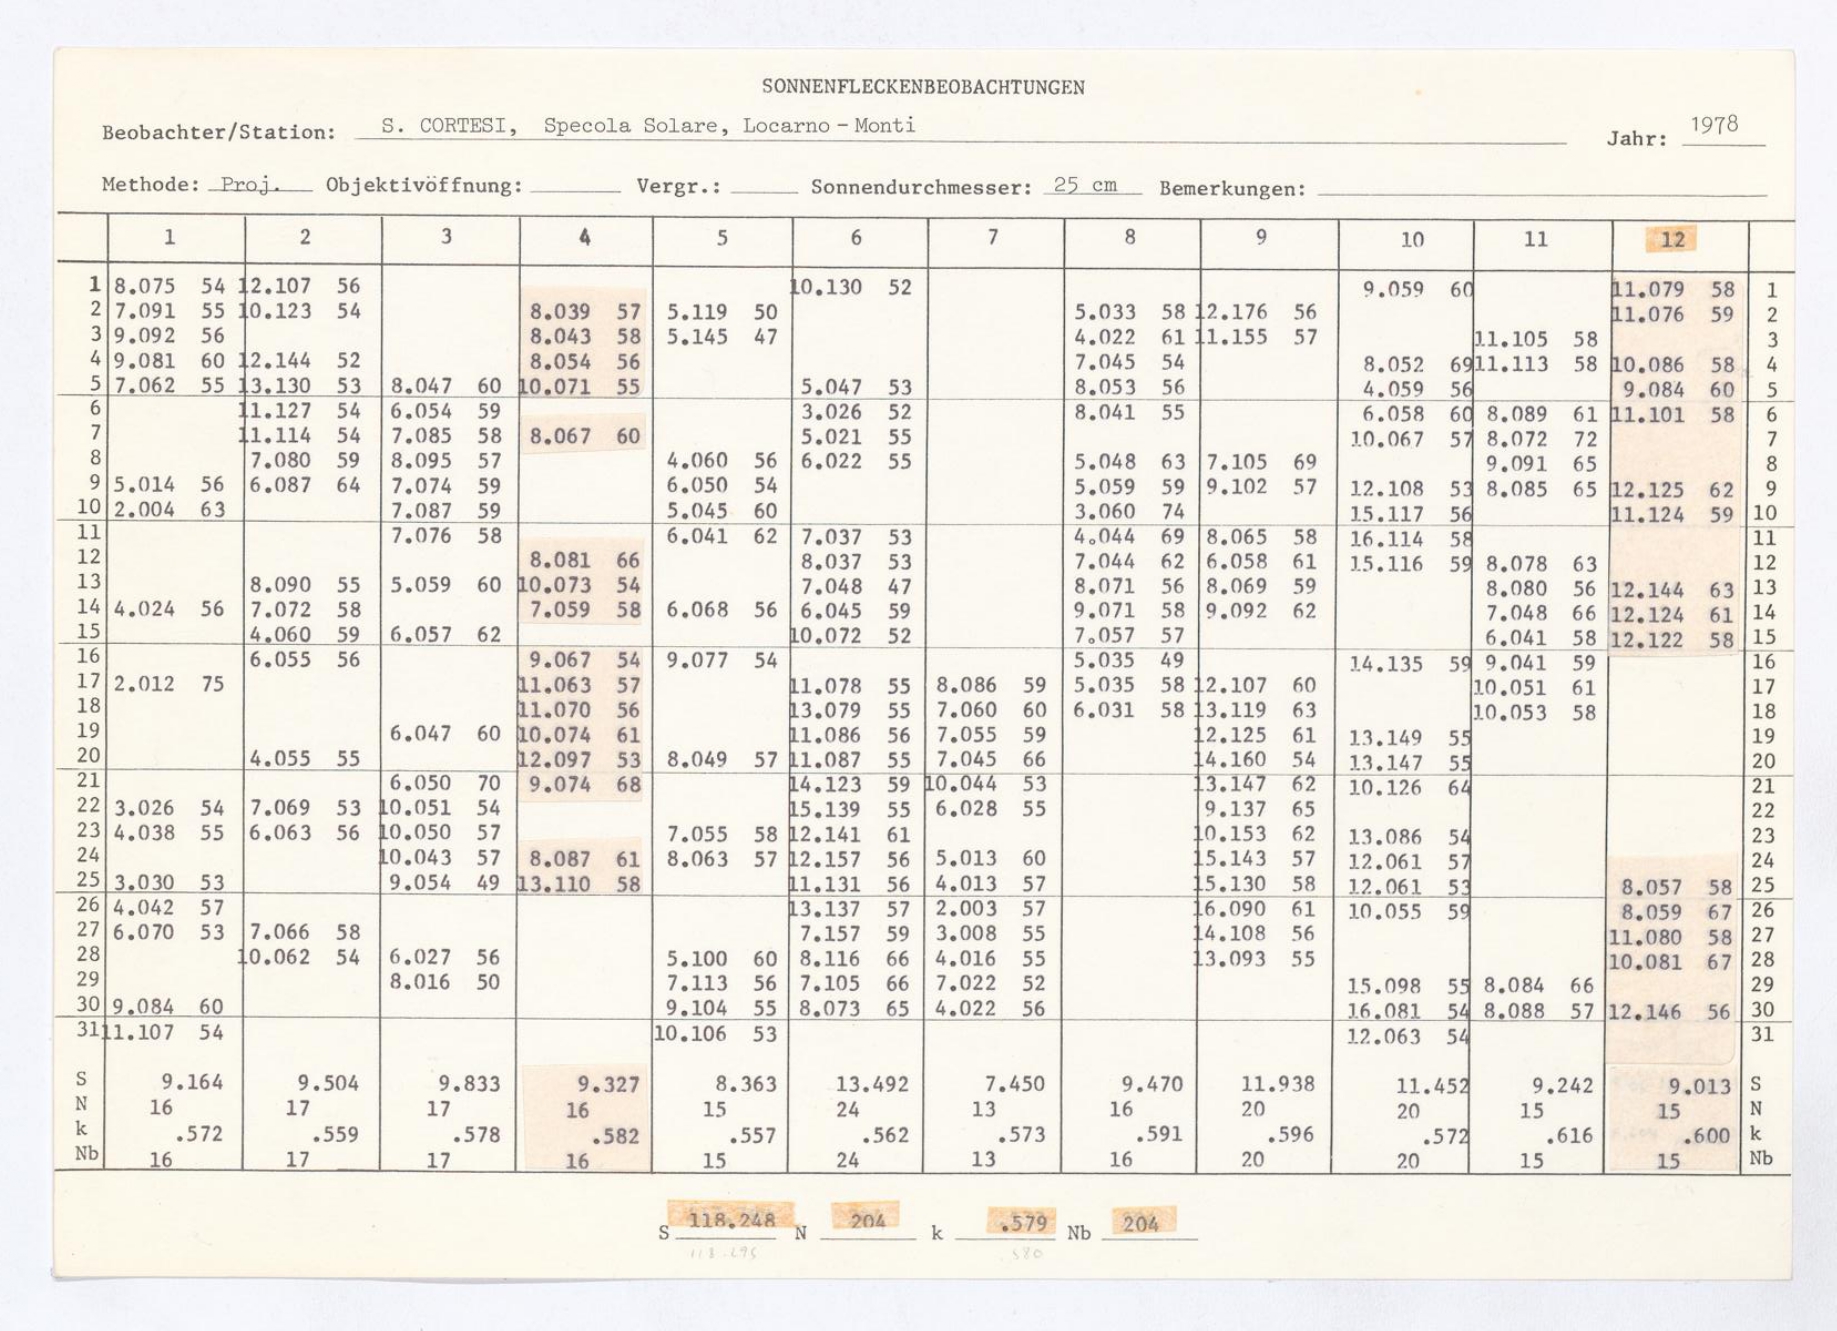 SONNENFLECKENBEOBACHTUNGEN
Beobachter/Station: S. CORTESI, Specola Solare, Locarno - Monti Jahr: 1978
Methode: Proj. Objektivöffnung: Vergr.: Sonnendurchmesser: 25 cm Bemerkungen:
1 2 3 4 5 6 7 8 9 10 11 12
1 8.075 54 12.107 56 10.130 52 9.059 60 11.079 58 1
2 7.091 55 10.123 54 8.039 57 5.119 50 5.033 58 12.176 56 11.076 59 2
3 9.092 56 8.043 58 5.145 47 4.022 61 11.155 57 11.105 58 3
4 9.081 60 12.144 52 8.054 56 7.045 54 8.052 69 11.113 58 10.086 58 4
5 7.062 55 13.130 53 8.047 60 10.071 55 5.047 53 8.053 56 4.059 56 9.084 60 5
6 11.127 54 6.054 59 3.026 52 8.041 55 6.058 60 8.089 61 11.101 58 6
7 11.114 54 7.085 58 8.067 60 5.021 55 10.067 57 8.072 72 7
8 7.080 59 8.095 57 4.060 56 6.022 55 5.048 63 7.105 69 9.091 65 8
9 5.014 56 6.087 64 7.074 59 6.050 54 5.059 59 9.102 57 12.108 53 8.085 65 12.125 62 9
10 2.004 63 7.087 59 5.045 60 3.060 74 15.117 56 11.124 59 10
11 7.076 58 6.041 62 7.037 53 4.044 69 8.065 58 16.114 58 11
12 8.081 66 8.037 53 7.044 62 6.058 61 15.116 59 8.078 63 12
13 8.090 55 5.059 60 10.073 54 7.048 47 8.071 56 8.069 59 8.080 56 12.144 63 13
14 4.024 56 7.072 58 7.059 58 6.068 56 6.045 59 9.071 58 9.092 62 7.048 66 12.124 61 14
15 4.060 59 6.057 62 10.072 52 7.057 57 6.041 58 12.122 58 15
16 6.055 56 9.067 54 9.077 54 5.035 49 14.135 59 9.041 59 16
17 2.012 75 11.063 57 11.078 55 8.086 59 5.035 58 12.107 60 10.051 61 17
18 11.070 56 13.079 55 7.060 60 6.031 58 13.119 63 10.053 58 18
19 6.047 60 10.074 61 11.086 56 7.055 59 12.125 61 13.149 55 19
20 4.055 55 12.097 53 8.049 57 11.087 55 7.045 66 14.160 54 13.147 55 20
21 6.050 70 9.074 68 14.123 59 10.044 53 13.147 62 10.126 64 21
22 3.026 54 7.069 53 10.051 54 15.139 55 6.028 55 9.137 65 22
23 4.038 55 6.063 56 10.050 57 7.055 58 12.141 61 10.153 62 13.086 54 23
24 10.043 57 8.087 61 8.063 57 12.157 56 5.013 60 15.143 57 12.061 57 24
25 3.030 53 9.054 49 13.110 58 11.131 56 4.013 57 15.130 58 12.061 53 8.057 58 25
26 4.042 57 13.137 57 2.003 57 16.090 61 10.055 59 8.059 67 26
27 6.070 53 7.066 58 7.157 59 3.008 55 14.108 56 11.080 58 27
28 10.062 54 6.027 56 5.100 60 8.116 66 4.016 55 13.093 55 10.081 67 28
29 8.016 50 7.113 56 7.105 66 7.022 52 15.098 55 8.084 66 29
30 9.084 60 9.104 55 8.073 65 4.022 56 16.081 54 8.088 57 12.146 56 30
31 11.107 54 10.106 53 12.063 54 31
S 9.164 9.504 9.833 9.327 8.363 13.492 7.450 9.470 11.938 11.452 9.242 9.013 S
N 16 17 17 16 15 24 13 16 20 20 15 15 N
k .572 .559 .578 .582 .557 .562 .573 .591 .596 .572 .616 .600 k
Nb 16 17 17 16 15 24 13 16 20 20 15 15 Nb
S 118.248 N 204 k .579 Nb 204
118.295 580